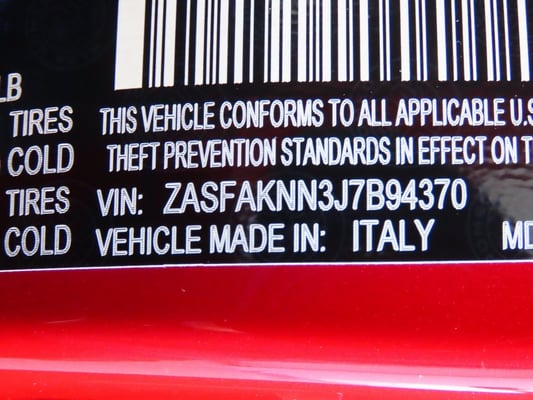 LB
TIRES THIS VEHICLE CONFORMS TO ALL APPLICABLE U.S
COLD THEFT PREVENTION STANDARDS IN EFFECT ON T
TIRES VIN: ZASFAKNN3J7B94370
COLD VEHICLE MADE IN: ITALY MD